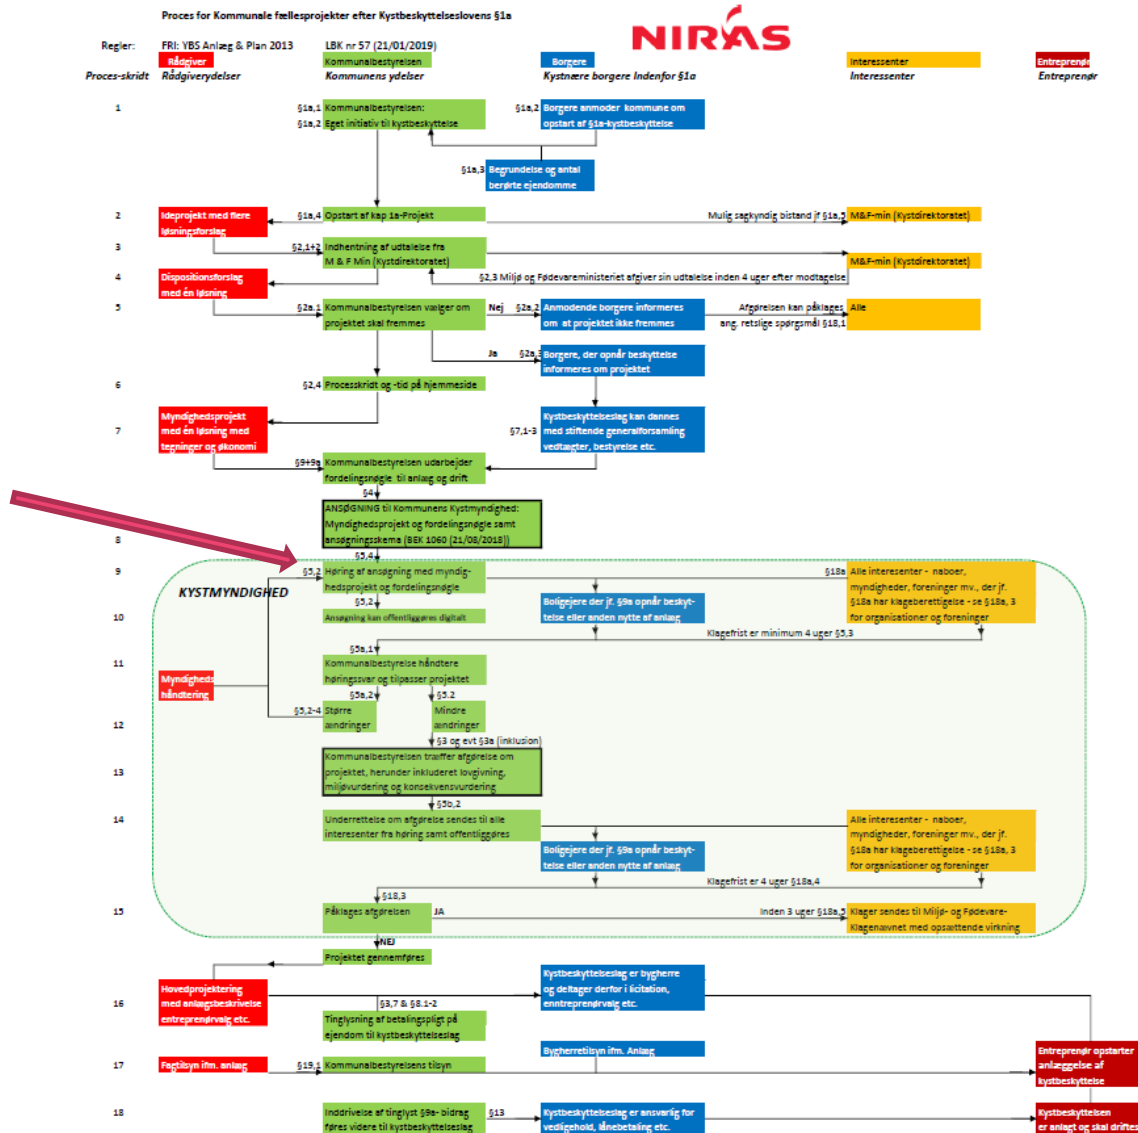 Proces for Kommunale fællesprojekter efter Kystbeskyttelseslovens §1a
NIRAS
Regler: FRI: YBS Anlæg & Plan 2013 LBK nr 57 (21/01/2019)
Rådgiver Kommunalbestyrelsen Borgere Interessenter Entreprenør
Proces-skridt Rådgiverydelser Kommunens ydelser Kystnære borgere Indenfor §1a Interessenter Entreprenør
1
§1a,1 Kommunalbestyrelsen:
§1a,2 Eget initiativ til kystbeskyttelse
§1a,2 Borgere anmoder kommune om
opstart af §1a-kystbeskyttelse
§1a,3 Begrundelse og antal
berørte ejendomme
2
Ideprojekt med flere
løsningsforslag
§1a,4 Opstart af kap 1a-Projekt
Mulig sagkyndig bistand jf §1a,5
M&F-min (Kystdirektoratet)
3
§2,1+2 Indhentning af udtalelse fra
M & F Min (Kystdirektoratet)
M&F-min (Kystdirektoratet)
4
Dispositionsforslag
med én løsning
§2,3 Miljø og Fødevareministeriet afgiver sin udtalelse inden 4 uger efter modtagelse
5
§2a.1 Kommunalbestyrelsen vælger om
projektet skal fremmes
Nej §2a,2
Anmodende borgere informeres
om at projektet ikke fremmes
Afgørelsen kan påklages
ang. retslige spørgsmål §18,1
Alle
Ja §2a,3
Borgere, der opnår beskyttelse
informeres om projektet
6
§2,4 Processkridt og -tid på hjemmeside
7
Myndighedsprojekt
med én løsning med
tegninger og økonomi
§7,1-3
Kystbeskyttelseslag kan dannes
med stiftende generalforsamling
vedtægter, bestyrelse etc.
§9+9a Kommunalbestyrelsen udarbejder
fordelingsnøgle til anlæg og drift
§4
8
ANSØGNING til Kommunens Kystmyndighed:
Myndighedsprojekt og fordelingsnøgle samt
ansøgningsskema (BEK 1060 (21/08/2018))
§5,4
9
KYSTMYNDIGHED
§5,2 Høring af ansøgning med myndig-
hedsprojekt og fordelingsnøgle
§18a
Alle interessenter - naboer,
myndigheder, foreninger mv., der jf.
§18a har klageberettigelse - se §18a, 3
for organisationer og foreninger
§5,2
10
Ansøgning kan offentliggøres digitalt
Boligejere der jf. §9a opnår beskyt-
telse eller anden nytte af anlæg
Klagefrist er minimum 4 uger §5,3
§5a,1
11
Kommunalbestyrelse håndtere
høringssvar og tilpasser projektet
Myndigheds
håndtering
§5a,2 §5.2
12
§5,2-4 Større
ændringer
Mindre
ændringer
§3 og evt §3a (inklusion)
13
Kommunalbestyrelsen træffer afgørelse om
projektet, herunder inkluderet lovgivning,
miljøvurdering og konsekvensvurdering
§5b,2
14
Underrettelse om afgørelse sendes til alle
interesenter fra høring samt offentliggøres
Boligejere der jf. §9a opnår beskyt-
telse eller anden nytte af anlæg
Alle interessenter - naboer,
myndigheder, foreninger mv., der jf.
§18a har klageberettigelse - se §18a, 3
for organisationer og foreninger
Klagefrist er 4 uger §18a,4
§18,3
15
Påklages afgørelsen
JA
Inden 3 uger §18a,5
Klager sendes til Miljø- og Fødevare-
Klagenævnet med opsættende virkning
NEJ
Projektet gennemføres
16
Hovedprojektering
med anlægsbeskrivelse
entreprenørvalg etc.
Kystbeskyttelseslag er bygherre
og deltager derfor i licitation,
enntreprenørvalg etc.
§3,7 & §8.1-2
Tinglysning af betalingspligt på
ejendom til kystbeskyttelseslag
Bygherretilsyn ifm. Anlæg
17
Fagtilsyn ifm. anlæg
§19,1 Kommunalbestyrelsens tilsyn
Entreprenør opstarter
anlæggelse af
kystbeskyttelse
18
Inddrivelse af tinglyst §9a- bidrag
føres videre til kystbeskyttelseslag
§13
Kystbeskyttelseslag er ansvarlig for
vedligehold, lånebetaling etc.
Kystbeskyttelsen
er anlagt og skal driftes